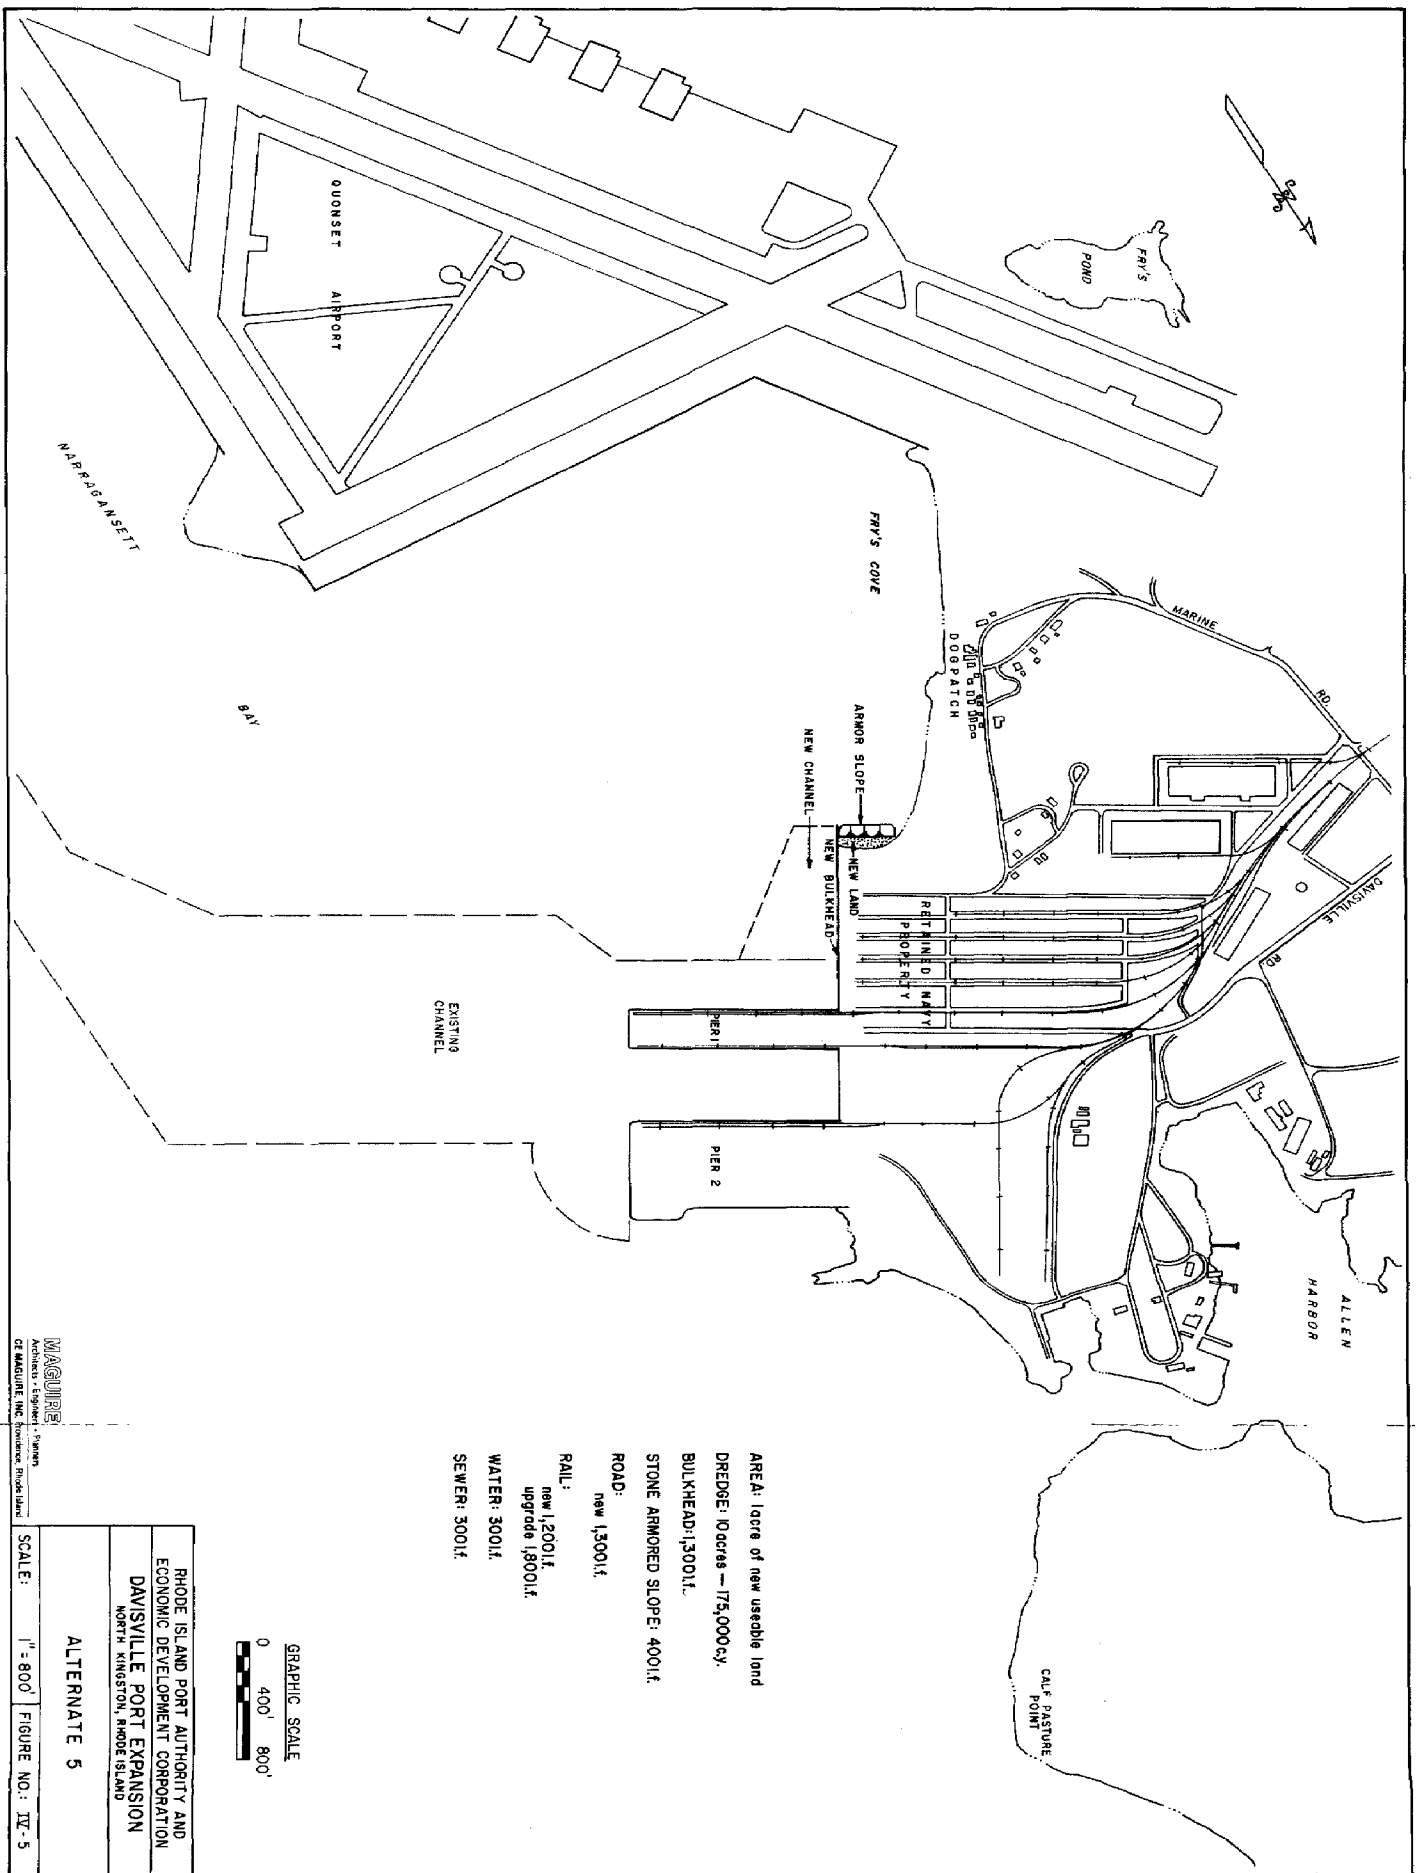 QUONSET AIRPORT
FRY'S
POND
NARRAGANSETT
BAY
FRY'S COVE
MARINE
RD.
DOGPATCH
ARMOR SLOPE
NEW CHANNEL
NEW LAND
NEW BULKHEAD
RETAINED NAVY
PROPERTY
DAVISVILLE
RD
EXISTING
CHANNEL
PIER 1
PIER 2
ALLEN
HARBOR
CALF PASTURE
POINT
AREA: 1acre of new useable land
DREDGE: 10acres — 175,000c.y.
BULKHEAD: 1,300l.f.
STONE ARMORED SLOPE: 400l.f.
ROAD:
new 1,300l.f.
RAIL:
new 1,200l.f.
upgrade 1,800l.f.
WATER: 300l.f.
SEWER: 300l.f.
GRAPHIC SCALE
0 400' 800'
MAGUIRE
Architects • Engineers • Planners
CE MAGUIRE, INC. Providence, Rhode Island
RHODE ISLAND PORT AUTHORITY AND
ECONOMIC DEVELOPMENT CORPORATION
DAVISVILLE PORT EXPANSION
NORTH KINGSTON, RHODE ISLAND
ALTERNATE 5
SCALE: 1" = 800' FIGURE NO.: IV-5